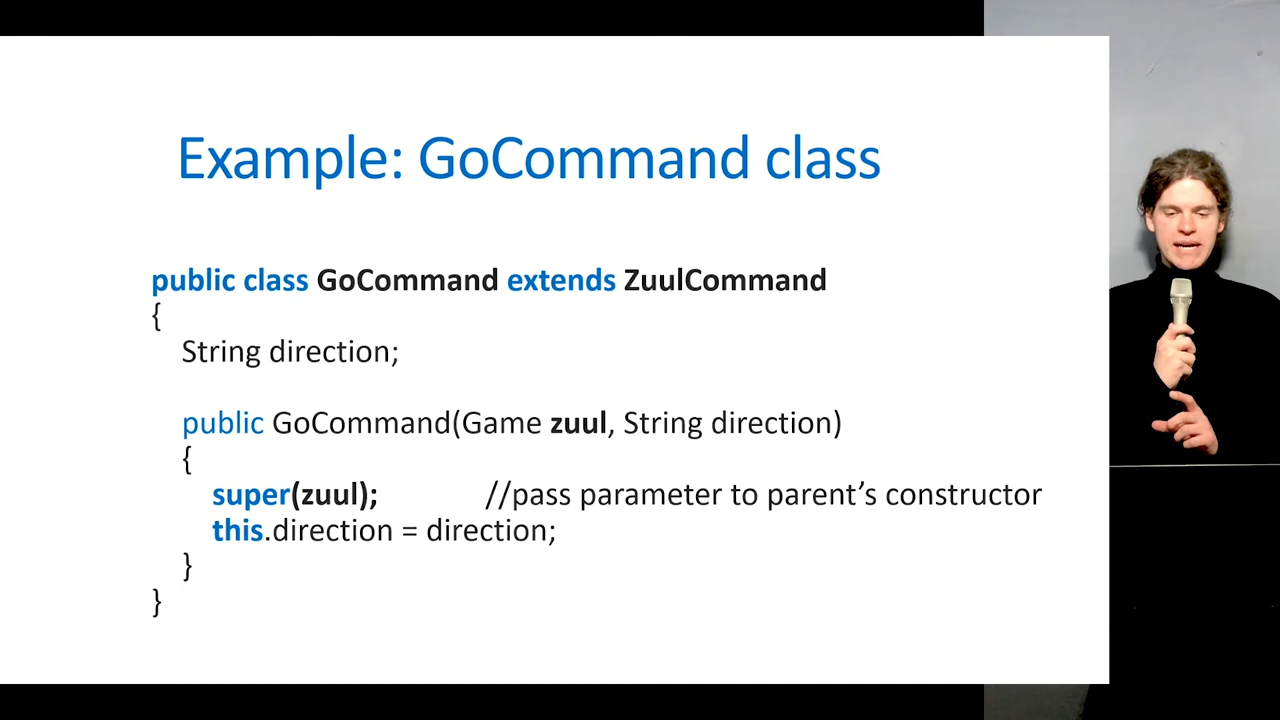 Example: GoCommand class
public class GoCommand extends ZuulCommand
{
String direction;
public GoCommand(Game zuul, String direction)
{
super(zuul); //pass parameter to parent’s constructor
this.direction = direction;
}
}